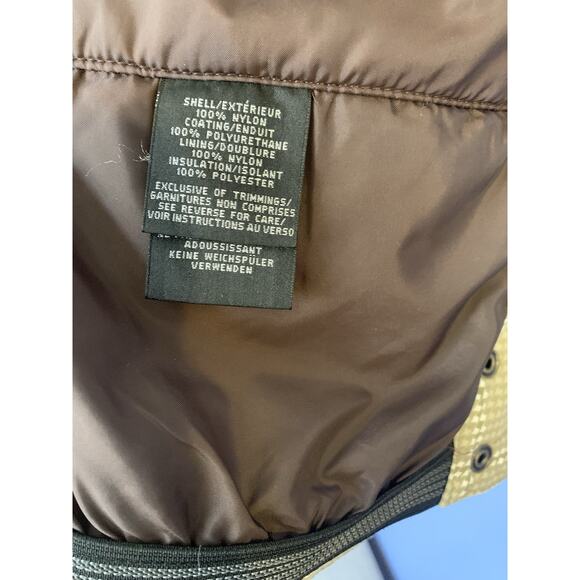 SHELL/EXTÉRIEUR
100% NYLON
COATING/ENDUIT
100% POLYURETHANE
LINING/DOUBLURE
100% NYLON
INSULATION/ISOLANT
100% POLYESTER
EXCLUSIVE OF TRIMMINGS/
GARNITURES NON COMPRISES
SEE REVERSE FOR CARE/
VOIR INSTRUCTIONS AU VERSO
ADOUSSISSANT
KEINE WEICHSPÜLER
VERWENDEN